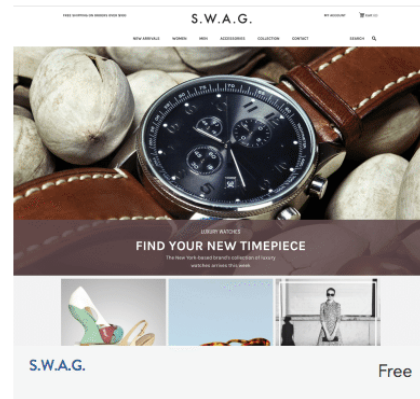 FREE SHIPPING ON ORDERS OVER $100
S.W.A.G.
MY ACCOUNT
NEW ARRIVALS WOMEN MEN ACCESSORIES COLLECTION CONTACT
SEARCH
LUXURY WATCHES
FIND YOUR NEW TIMEPIECE
The New York-based brand's collection of luxury
watches arrives this week
S.W.A.G.
Free